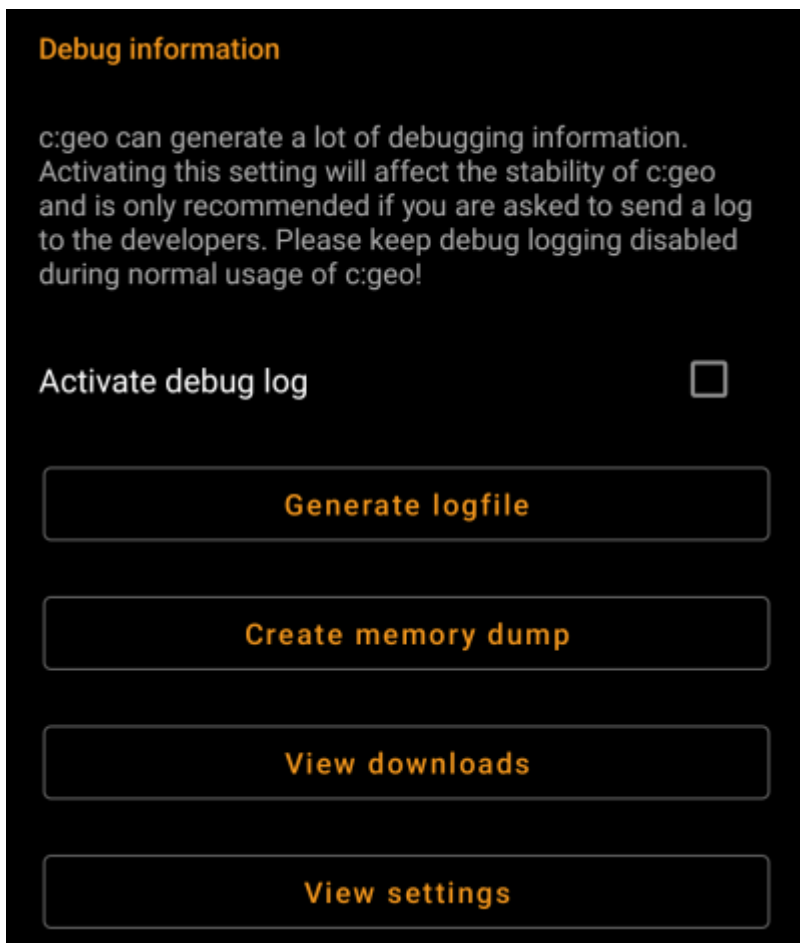 Debug information
c:geo can generate a lot of debugging information.
Activating this setting will affect the stability of c:geo
and is only recommended if you are asked to send a log
to the developers. Please keep debug logging disabled
during normal usage of c:geo!
Activate debug log
Generate logfile
Create memory dump
View downloads
View settings